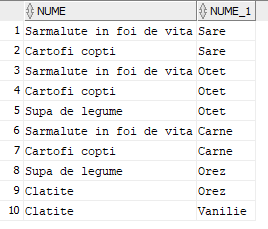 NUME NUME_1
1 Sarmalute in foi de vita Sare
2 Cartofi copti Sare
3 Sarmalute in foi de vita Otet
4 Cartofi copti Otet
5 Supa de legume Otet
6 Sarmalute in foi de vita Carne
7 Cartofi copti Carne
8 Supa de legume Orez
9 Clatite Orez
10 Clatite Vanilie